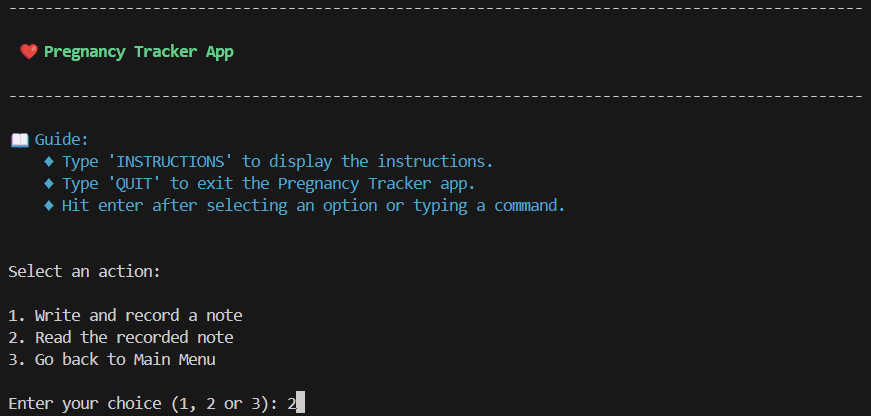 -----------------------------------------------------------------------------------------------
❤️ Pregnancy Tracker App
-----------------------------------------------------------------------------------------------
📖 Guide:
♦ Type 'INSTRUCTIONS' to display the instructions.
♦ Type 'QUIT' to exit the Pregnancy Tracker app.
♦ Hit enter after selecting an option or typing a command.
Select an action:
1. Write and record a note
2. Read the recorded note
3. Go back to Main Menu
Enter your choice (1, 2 or 3): 2